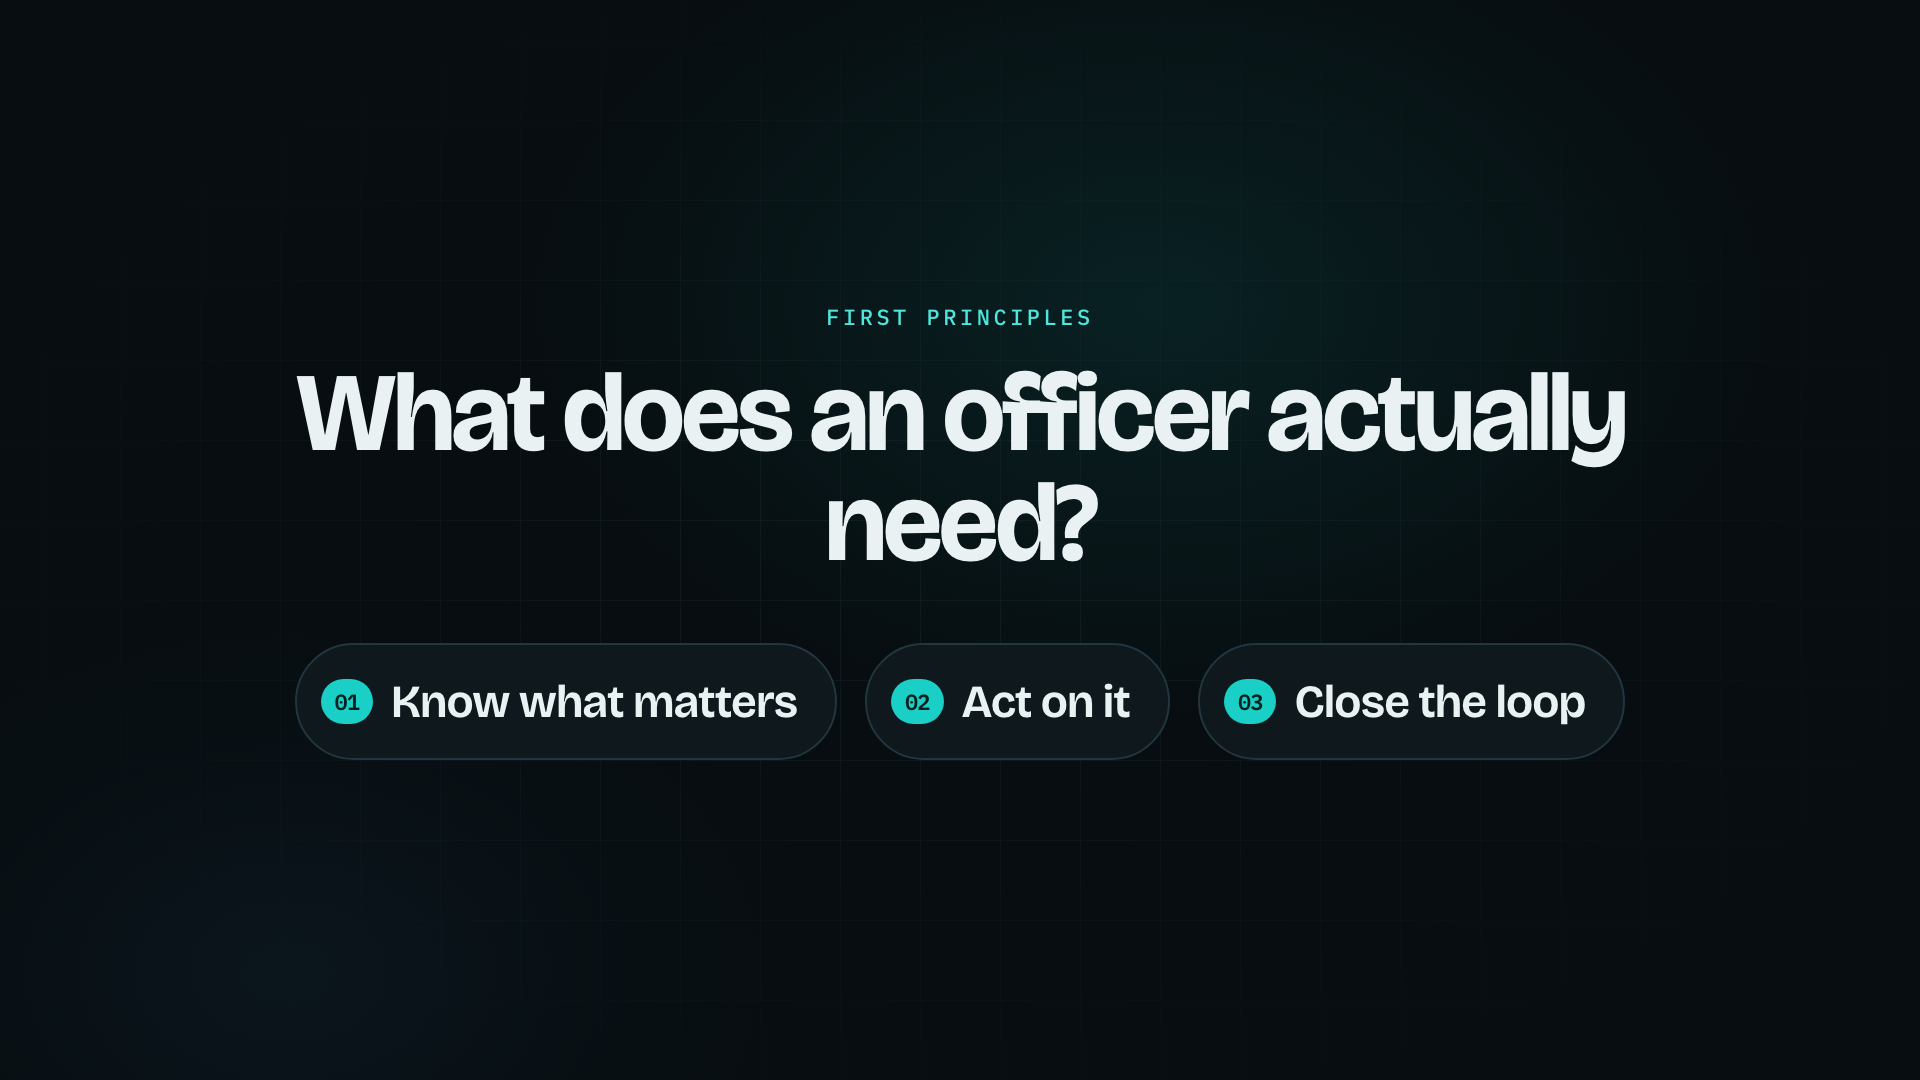 FIRST PRINCIPLES
What does an officer actually
need?
01 Know what matters
02 Act on it
03 Close the loop